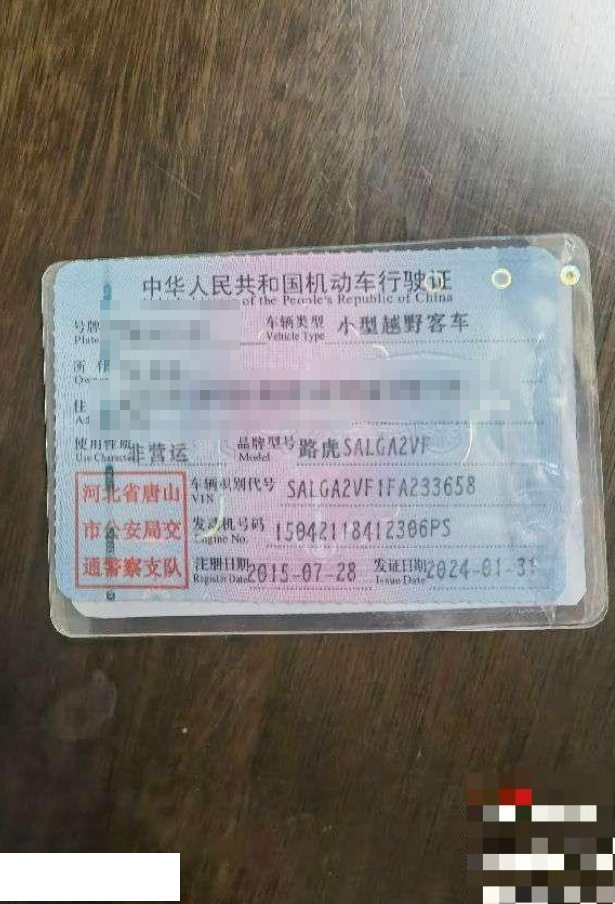 中华人民共和国机动车行驶证
of the People's Republic of China
号牌
Plate
车辆类型 小型越野客车
Vehicle Type
所
住
使用性质 非营运
Use Character
品牌型号 路虎SALGA2VF
Model
河北省唐山
市公安局交
通警察支队
车辆识别代号 SALGA2VF1FA233658
VIN
发动机号码 15042118412306PS
Engine No.
注册日期 2015-07-28
Register Date
发证日期 2024-01-31
Issue Date